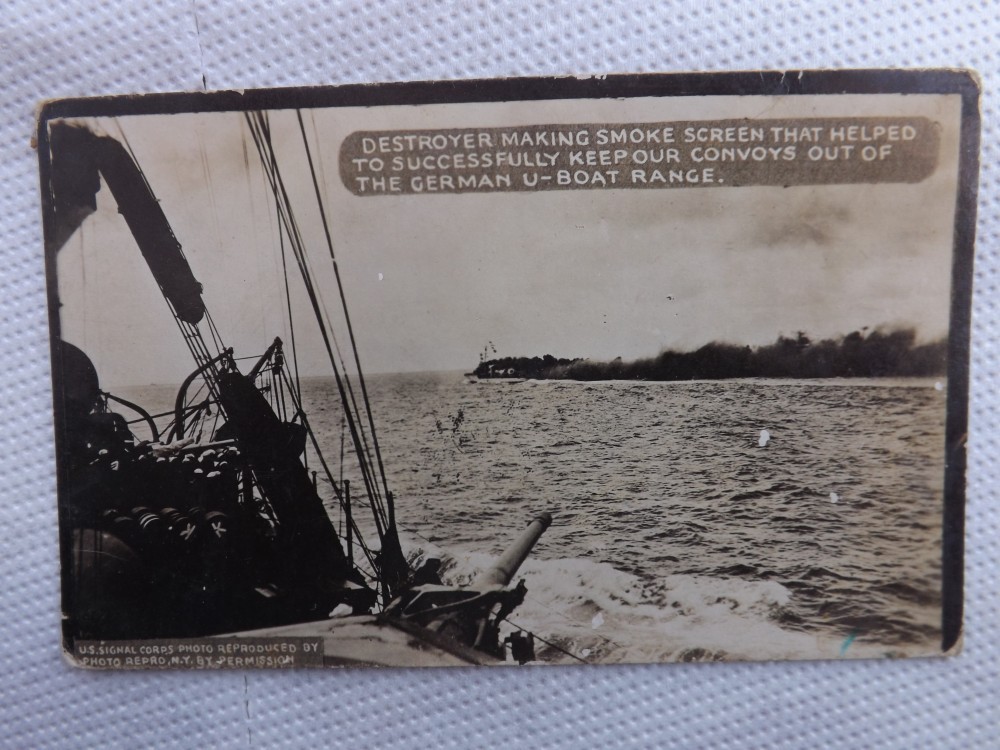 DESTROYER MAKING SMOKE SCREEN THAT HELPED
TO SUCCESSFULLY KEEP OUR CONVOYS OUT OF
THE GERMAN U-BOAT RANGE.
U.S. SIGNAL CORPS PHOTO REPRODUCED BY
PHOTO REPRO, N.Y. BY PERMISSION